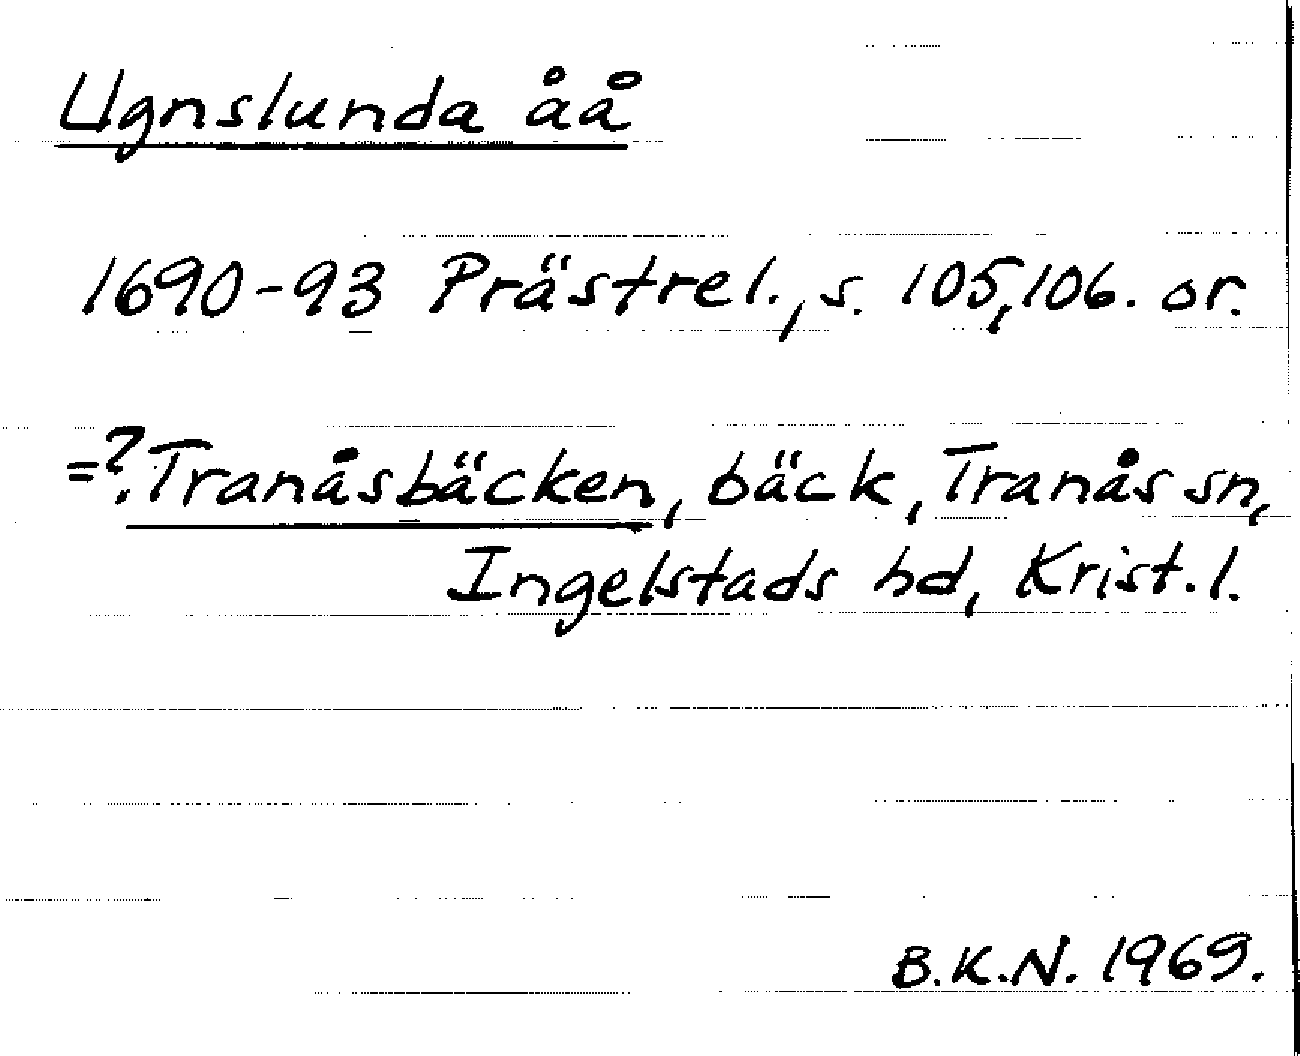 Ugnslunda åå
1690-93 Prästrel., s. 105, 106. or.
=? Tranåsbäcken, bäck, Tranås sn,
Ingelstads hd, Krist. l.
B.K.N. 1969.